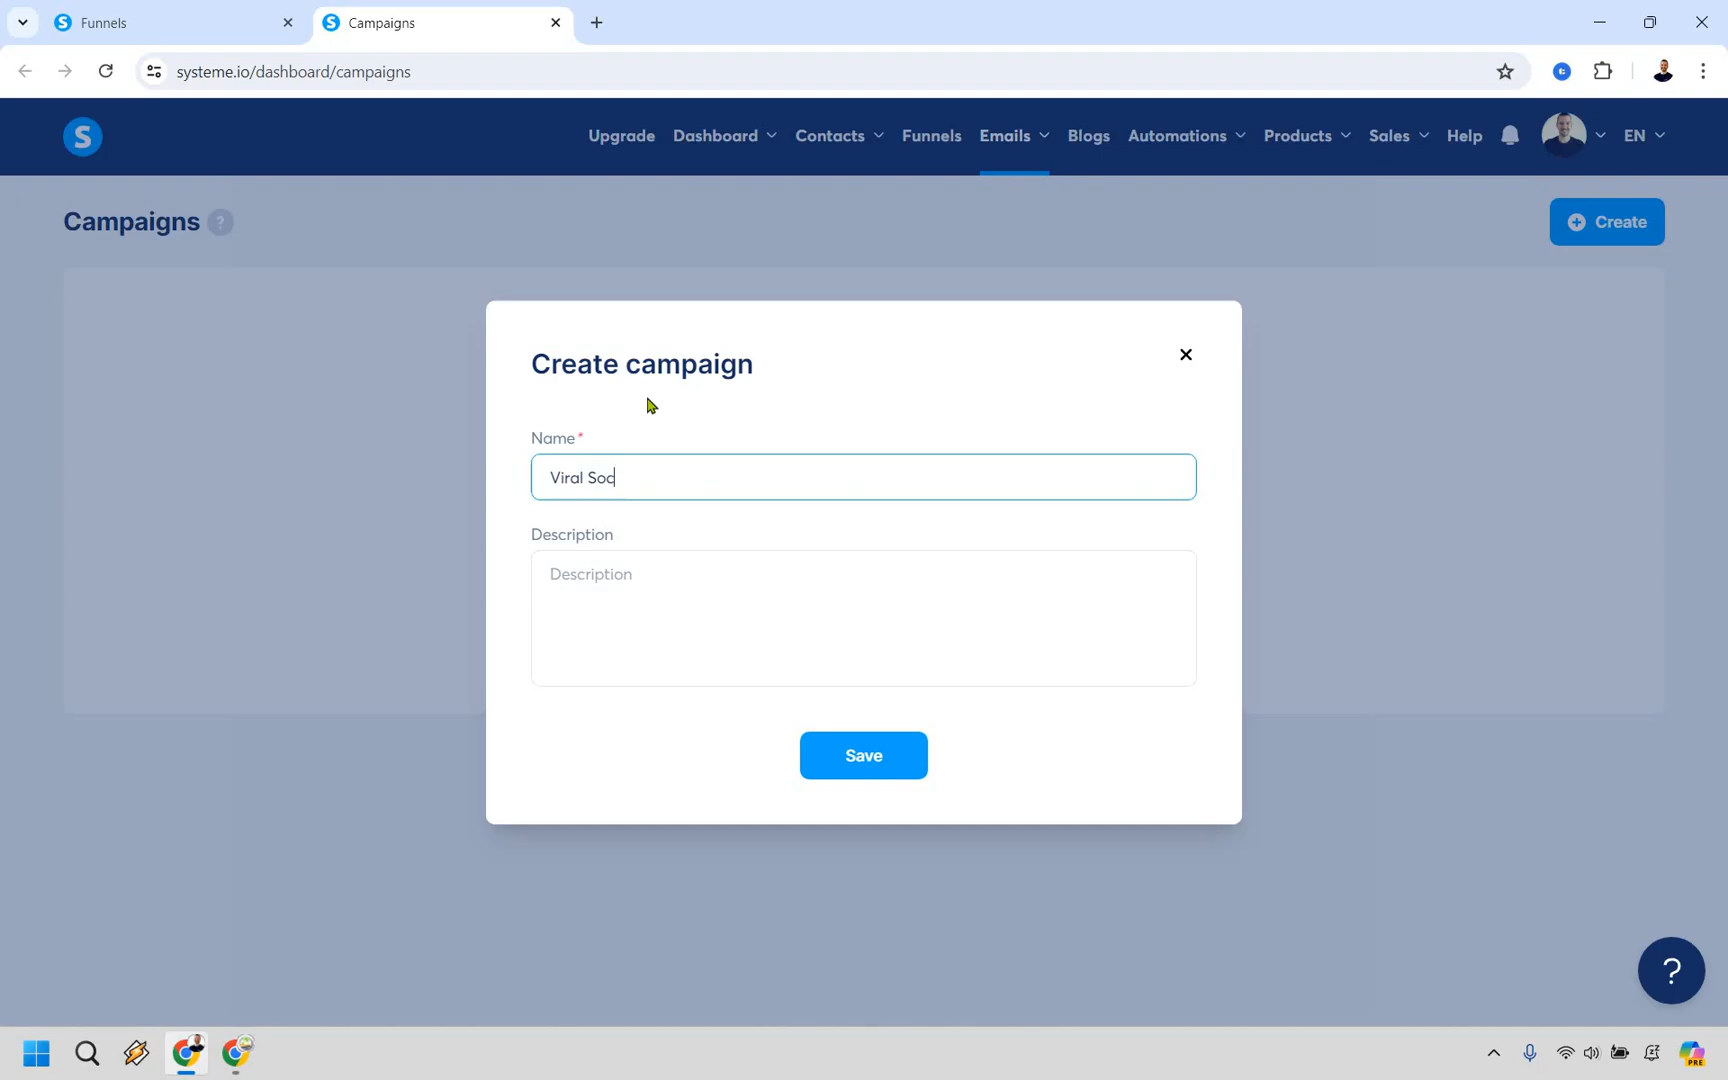 Funnels
Campaigns
systeme.io/dashboard/campaigns
S
Upgrade Dashboard Contacts Funnels Emails Blogs Automations Products Sales Help EN
Campaigns ?
Create
Create campaign
Name*
Viral Soc
Description
Description
Save
?
PRE